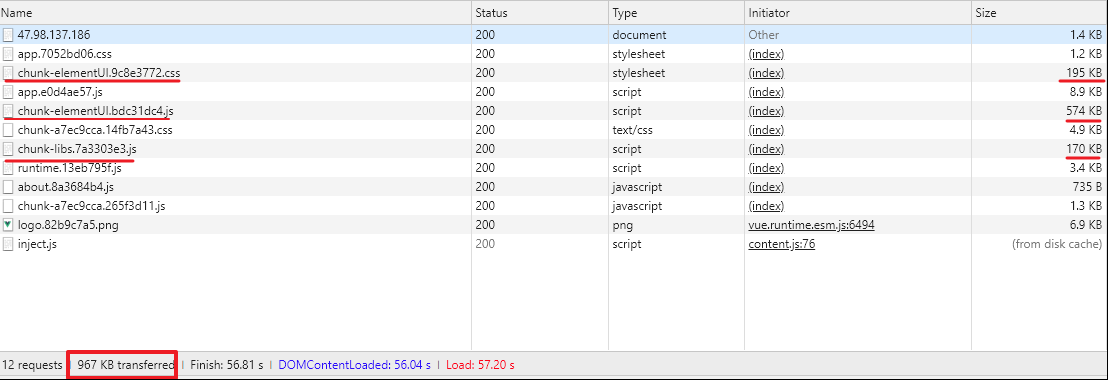 Name Status Type Initiator Size
47.98.137.186 200 document Other 1.4 KB
app.7052bd06.css 200 stylesheet (index) 1.2 KB
chunk-elementUI.9c8e3772.css 200 stylesheet (index) 195 KB
app.e0d4ae57.js 200 script (index) 8.9 KB
chunk-elementUI.bdc31dc4.js 200 script (index) 574 KB
chunk-a7ec9cca.14fb7a43.css 200 text/css (index) 4.9 KB
chunk-libs.7a3303e3.js 200 script (index) 170 KB
runtime.13eb795f.js 200 script (index) 3.4 KB
about.8a3684b4.js 200 javascript (index) 735 B
chunk-a7ec9cca.265f3d11.js 200 javascript (index) 1.3 KB
logo.82b9c7a5.png 200 png vue.runtime.esm.js:6494 6.9 KB
inject.js 200 script content.js:76 (from disk cache)
12 requests | 967 KB transferred | Finish: 56.81 s | DOMContentLoaded: 56.04 s | Load: 57.20 s